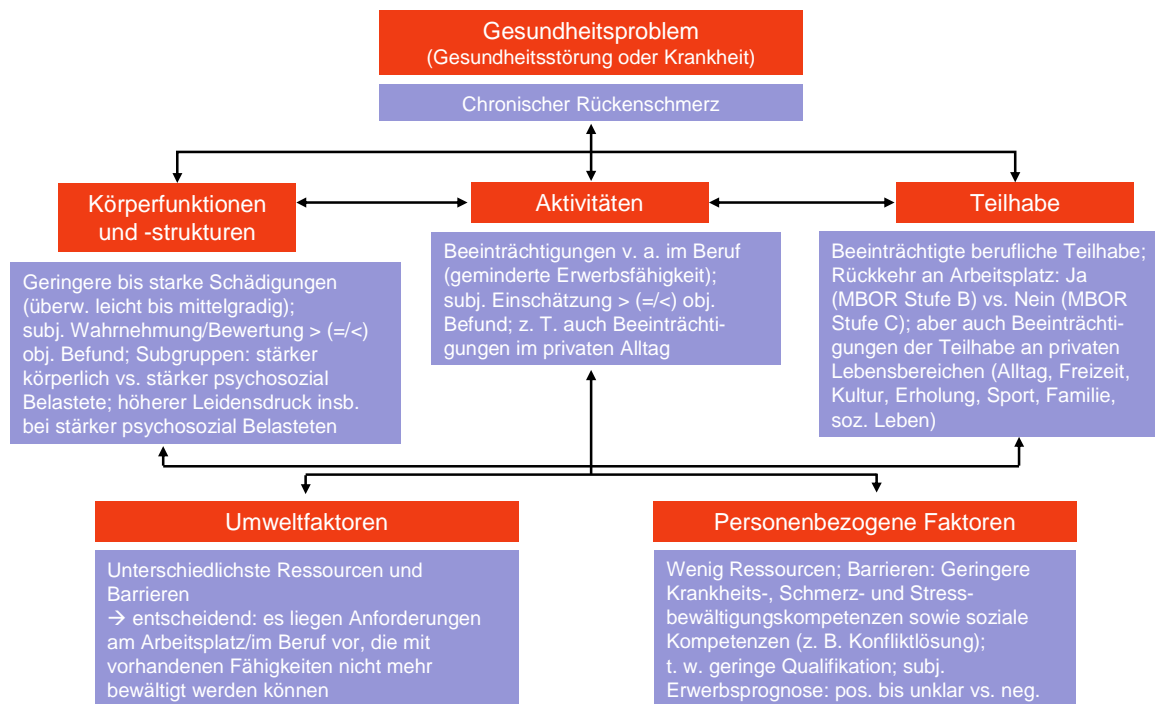 Gesundheitsproblem
(Gesundheitsstörung oder Krankheit)
Chronischer Rückenschmerz
Körperfunktionen
und -strukturen
Geringere bis starke Schädigungen
(überw. leicht bis mittelgradig);
subj. Wahrnehmung/Bewertung > (=/<)
obj. Befund; Subgruppen: stärker
körperlich vs. stärker psychosozial
Belastete; höherer Leidensdruck insb.
bei stärker psychosozial Belasteten
Aktivitäten
Beeinträchtigungen v. a. im Beruf
(geminderte Erwerbsfähigkeit);
subj. Einschätzung > (=/<) obj.
Befund; z. T. auch Beeinträchti-
gungen im privaten Alltag
Teilhabe
Beeinträchtigte berufliche Teilhabe;
Rückkehr an Arbeitsplatz: Ja
(MBOR Stufe B) vs. Nein (MBOR
Stufe C); aber auch Beeinträchti-
gungen der Teilhabe an privaten
Lebensbereichen (Alltag, Freizeit,
Kultur, Erholung, Sport, Familie,
soz. Leben)
Umweltfaktoren
Unterschiedlichste Ressourcen und
Barrieren
→ entscheidend: es liegen Anforderungen
am Arbeitsplatz/im Beruf vor, die mit
vorhandenen Fähigkeiten nicht mehr
bewältigt werden können
Personenbezogene Faktoren
Wenig Ressourcen; Barrieren: Geringere
Krankheits-, Schmerz- und Stress-
bewältigungskompetenzen sowie soziale
Kompetenzen (z. B. Konfliktlösung);
t. w. geringe Qualifikation; subj.
Erwerbsprognose: pos. bis unklar vs. neg.